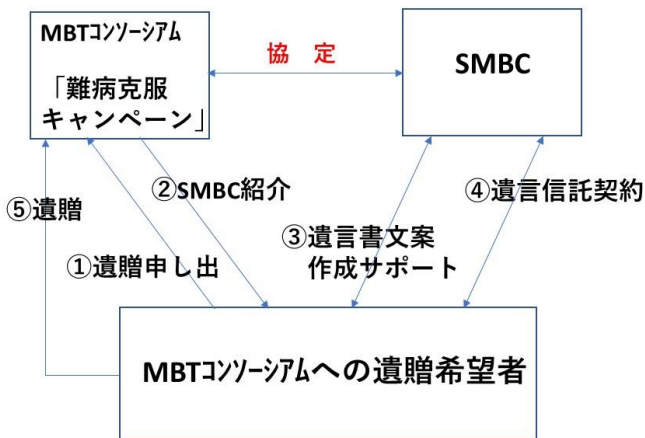 MBTｺﾝｿｰｼｱﾑ
「難病克服
キャンペーン」
協　定
SMBC
②SMBC紹介
④遺言信託契約
⑤遺贈
③遺言書文案
作成サポート
①遺贈申し出
MBTｺﾝｿｰｼｱﾑへの遺贈希望者